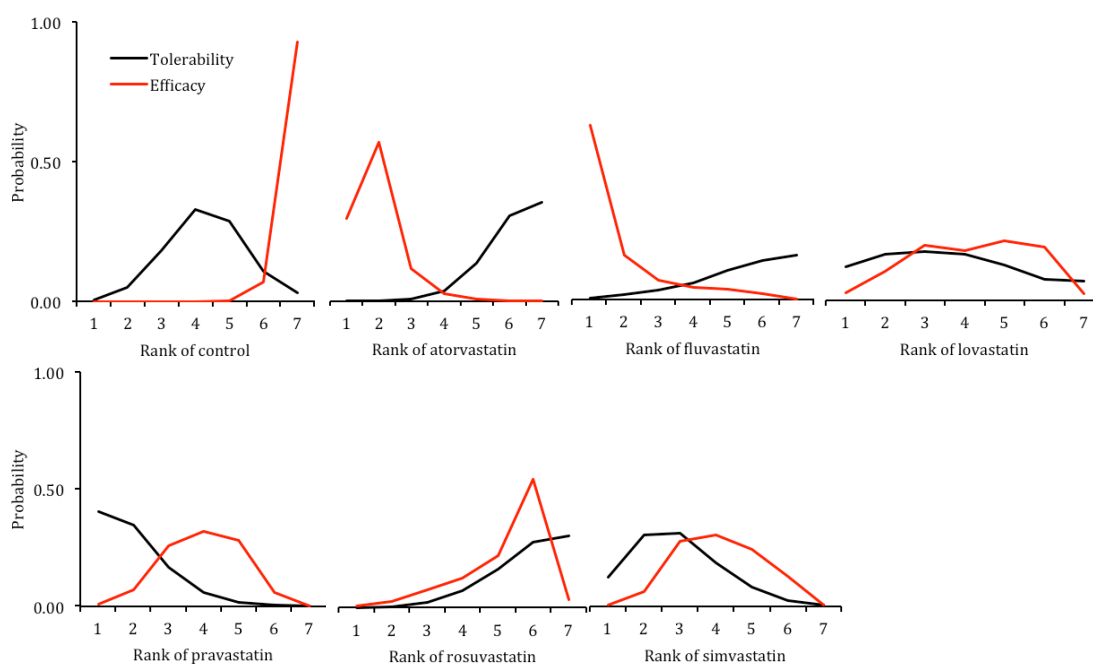 1.00
Tolerability
Efficacy
Probability
0.50
0.00
1 2 3 4 5 6 7
Rank of control
1 2 3 4 5 6 7
Rank of atorvastatin
1 2 3 4 5 6 7
Rank of fluvastatin
1 2 3 4 5 6 7
Rank of lovastatin
1.00
Probability
0.50
0.00
1 2 3 4 5 6 7
Rank of pravastatin
1 2 3 4 5 6 7
Rank of rosuvastatin
1 2 3 4 5 6 7
Rank of simvastatin